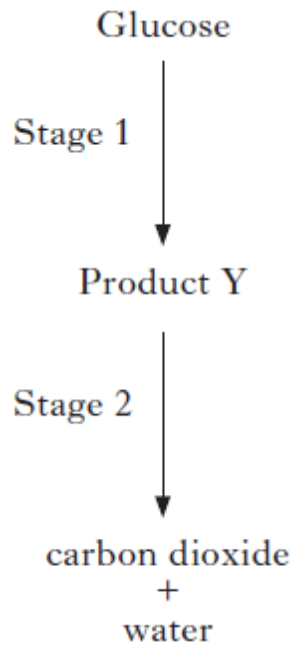 Glucose
Stage 1
Product Y
Stage 2
carbon dioxide
+
water